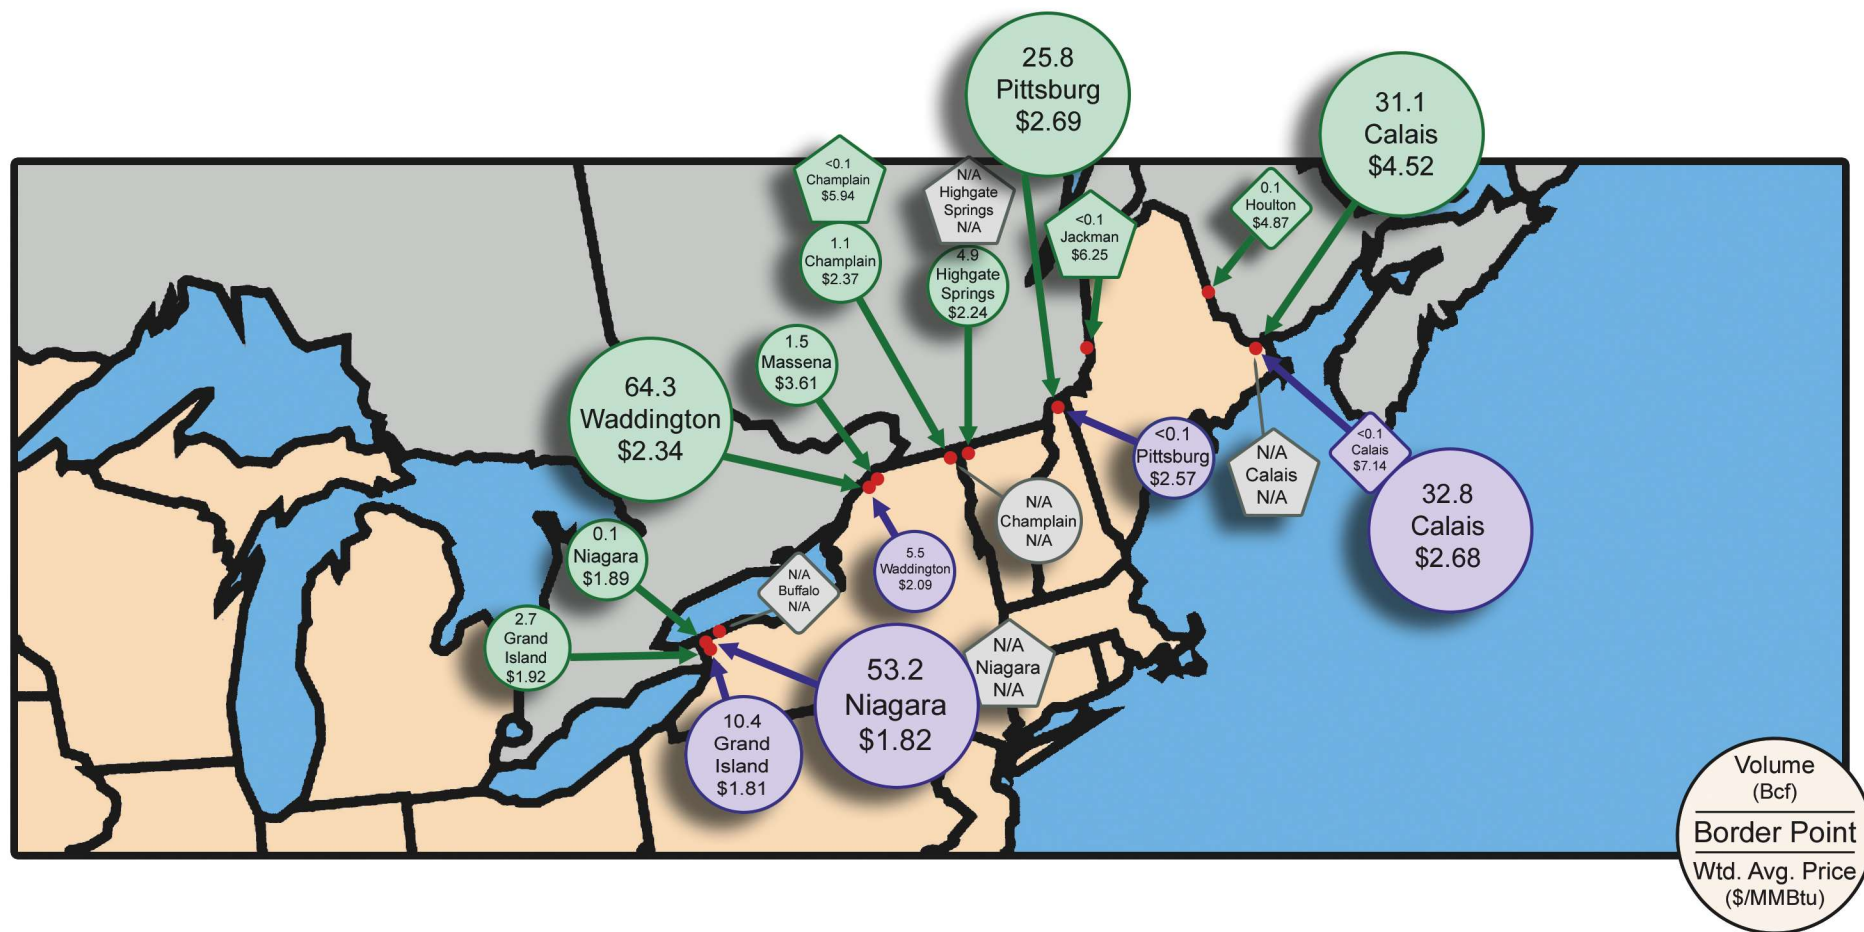 25.8
Pittsburg
$2.69
31.1
Calais
$4.52
<0.1
Champlain
$5.94
N/A
Highgate
Springs
N/A
0.1
Houlton
$4.87
<0.1
Jackman
$6.25
1.1
Champlain
$2.37
4.9
Highgate
Springs
$2.24
1.5
Massena
$3.61
64.3
Waddington
$2.34
<0.1
Pittsburg
$2.57
N/A
Calais
N/A
<0.1
Calais
$7.14
32.8
Calais
$2.68
N/A
Champlain
N/A
0.1
Niagara
$1.89
5.5
Waddington
$2.09
N/A
Buffalo
N/A
2.7
Grand
Island
$1.92
N/A
Niagara
N/A
53.2
Niagara
$1.82
10.4
Grand
Island
$1.81
Volume
(Bcf)
Border Point
Wtd. Avg. Price
($/MMBtu)